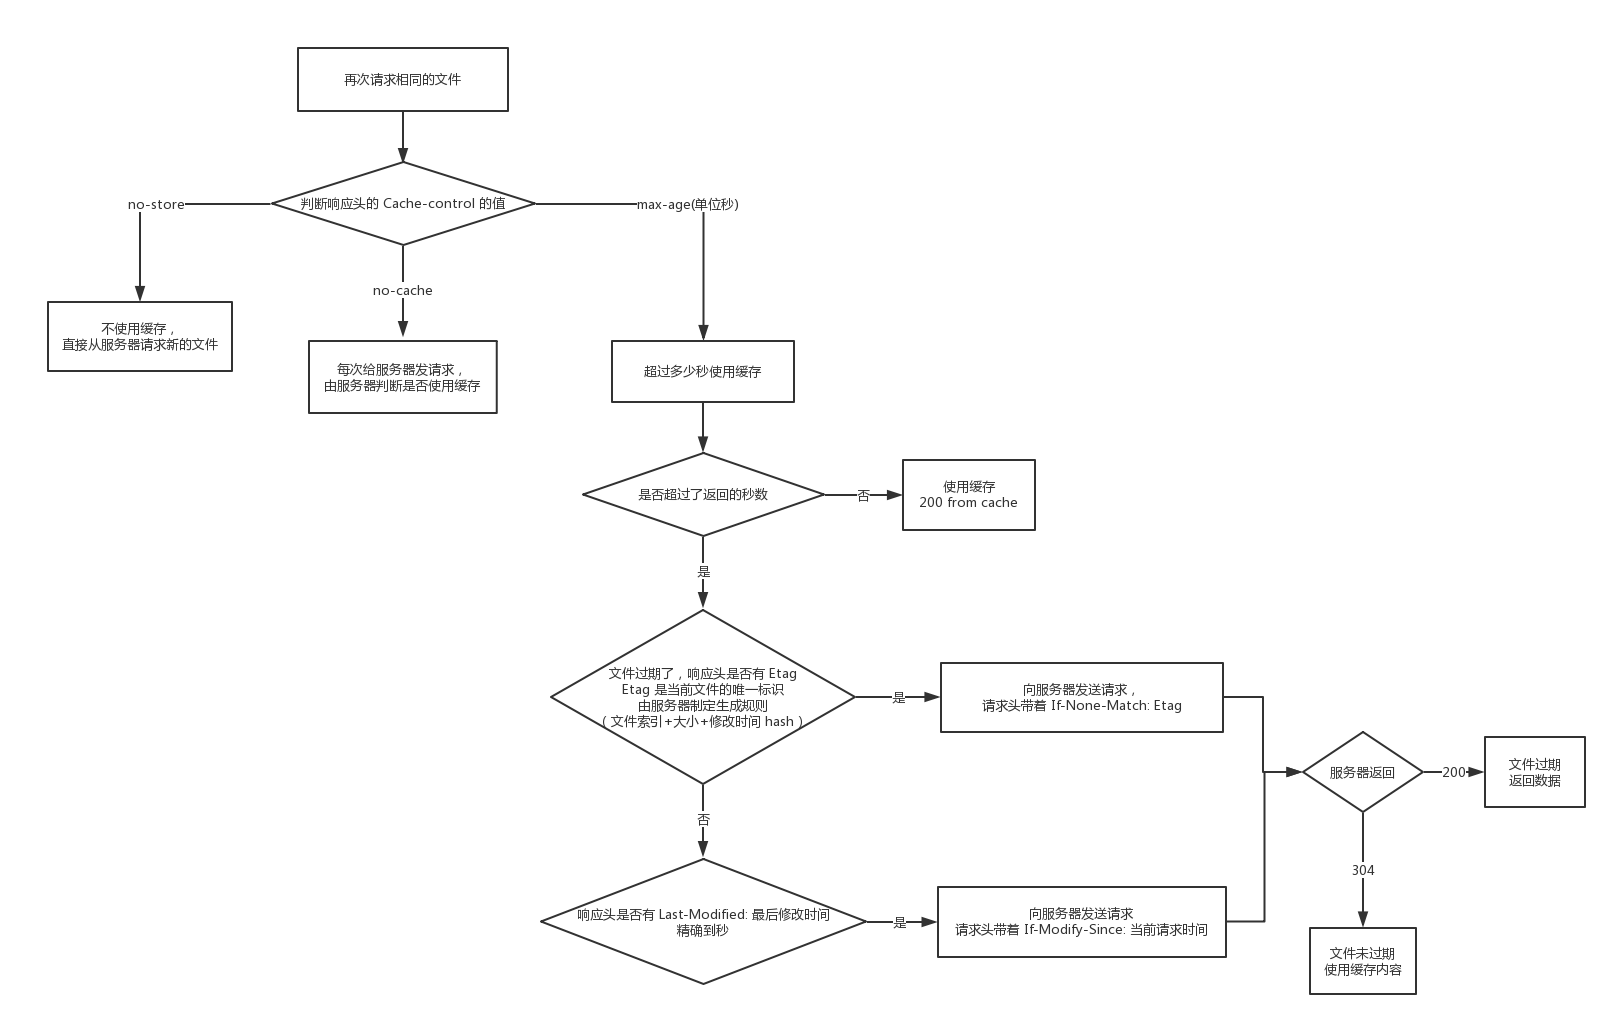 再次请求相同的文件
判断响应头的 Cache-control 的值
no-store
max-age(单位秒)
no-cache
不使用缓存，
直接从服务器请求新的文件
每次给服务器发请求，
由服务器判断是否使用缓存
超过多少秒使用缓存
是否超过了返回的秒数
否
使用缓存
200 from cache
是
文件过期了，响应头是否有 Etag
Etag 是当前文件的唯一标识
由服务器制定生成规则
（文件索引+大小+修改时间 hash）
是
向服务器发送请求，
请求头带着 If-None-Match: Etag
服务器返回
200
文件过期
返回数据
否
304
响应头是否有 Last-Modified: 最后修改时间
精确到秒
是
向服务器发送请求
请求头带着 If-Modify-Since: 当前请求时间
文件未过期
使用缓存内容